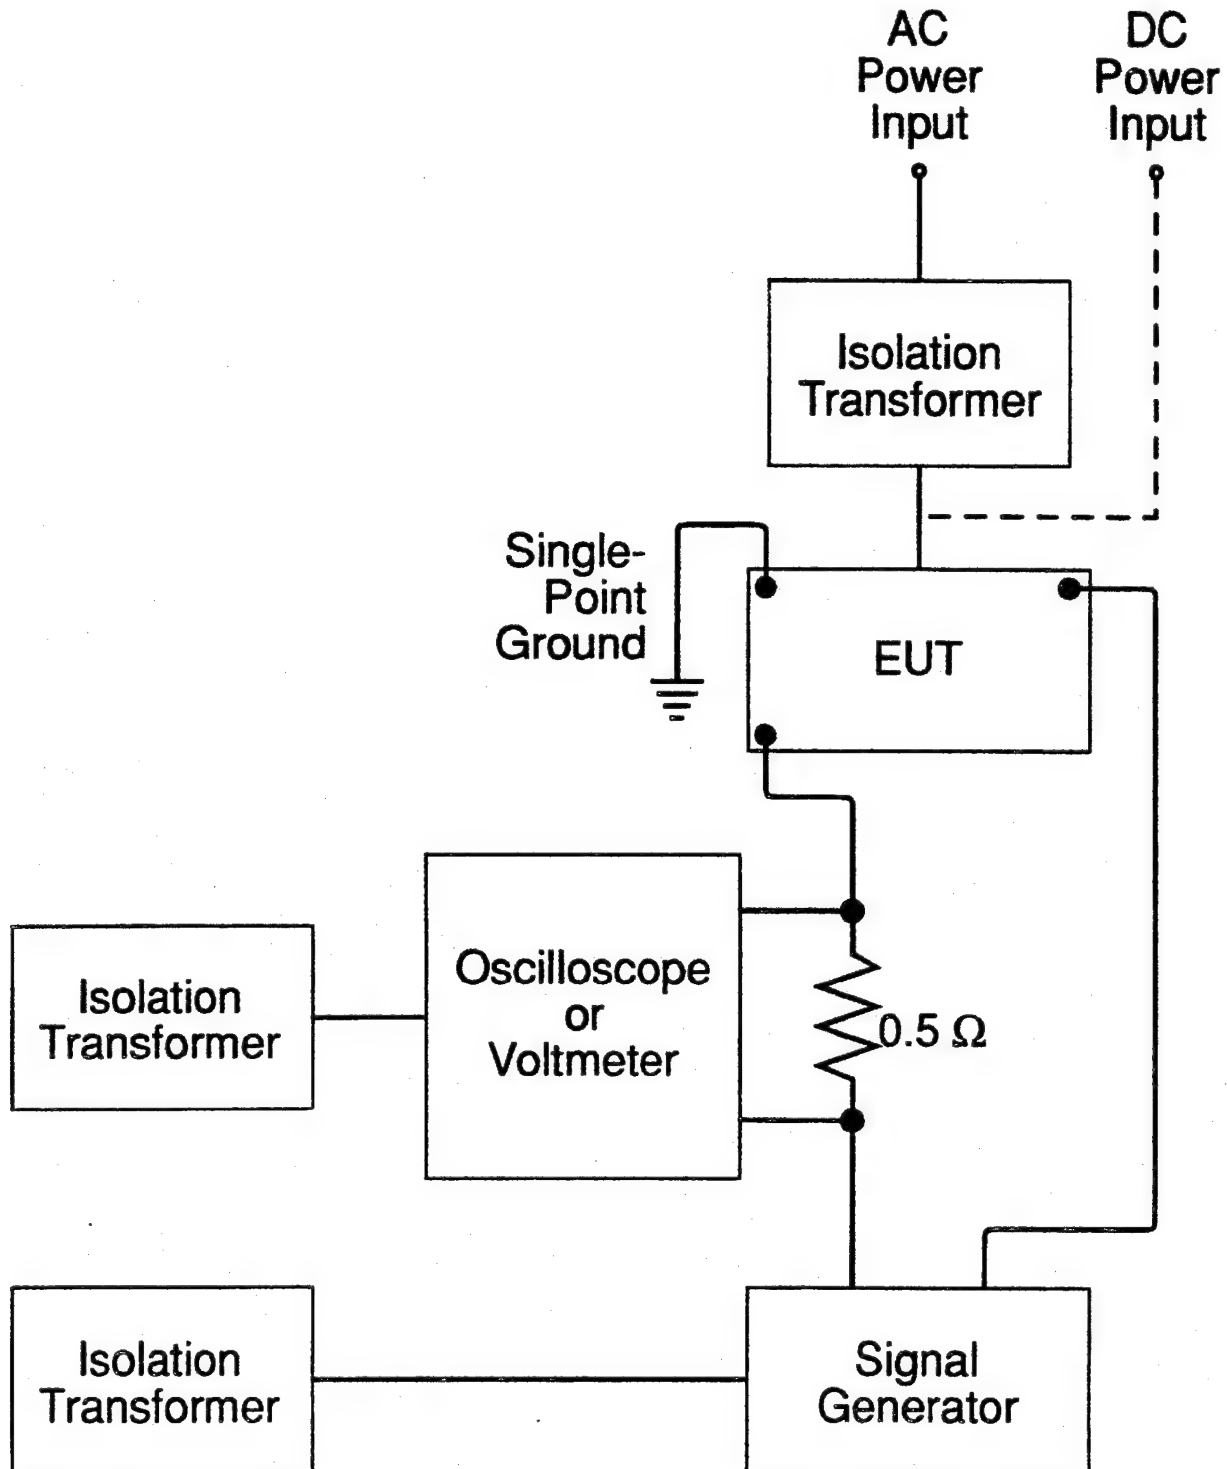 AC
Power
Input
DC
Power
Input
Isolation
Transformer
Single-
Point
Ground
EUT
Oscilloscope
or
Voltmeter
Isolation
Transformer
0.5 Ω
Isolation
Transformer
Signal
Generator